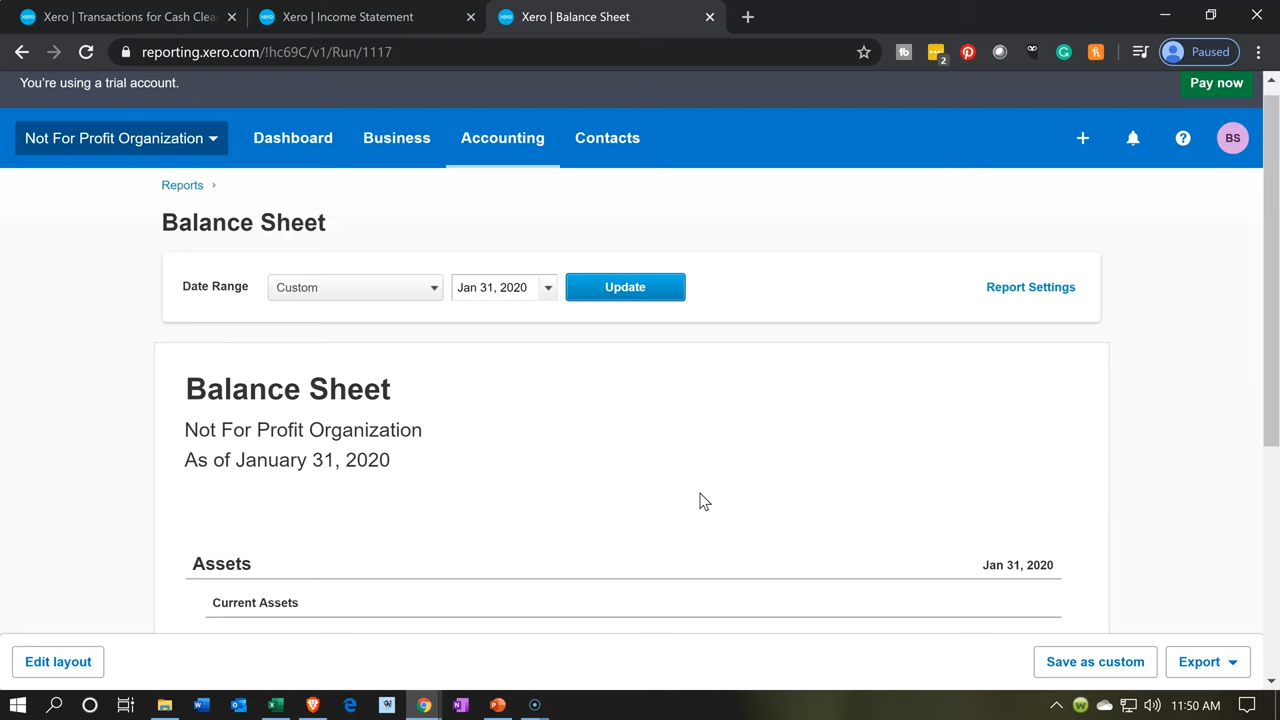 Xero | Transactions for Cash Clea
Xero | Income Statement
Xero | Balance Sheet
reporting.xero.com/!hc69C/v1/Run/1117
2
Paused
You're using a trial account.
Pay now
Not For Profit Organization
Dashboard
Business
Accounting
Contacts
BS
Reports
Balance Sheet
Date Range
Custom
Jan 31, 2020
Update
Report Settings
Balance Sheet
Not For Profit Organization
As of January 31, 2020
Assets
Jan 31, 2020
Current Assets
Edit layout
Save as custom
Export
11:50 AM